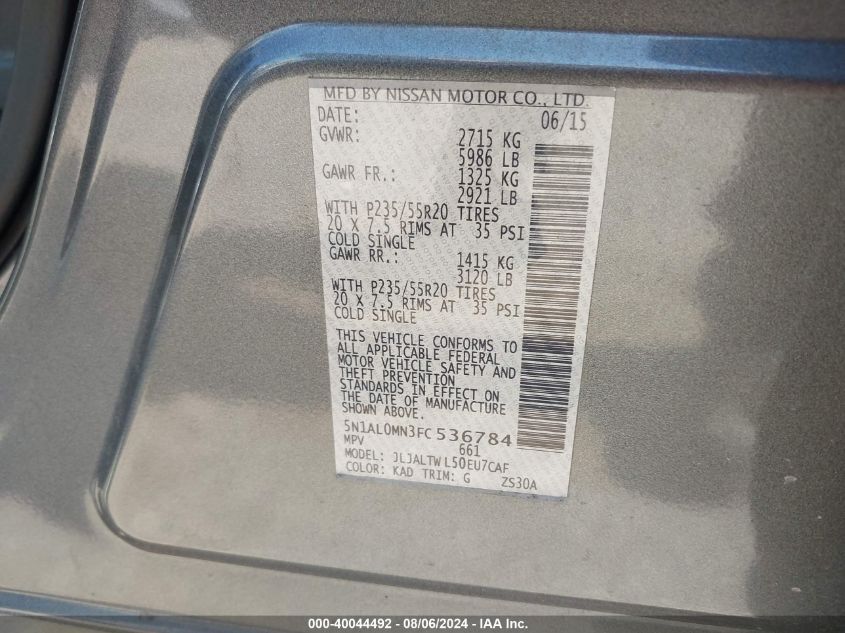 MFD BY NISSAN MOTOR CO., LTD.
DATE: 06/15
GVWR: 2715 KG
5986 LB
GAWR FR.: 1325 KG
2921 LB
WITH P235/55R20 TIRES
20 X 7.5 RIMS AT 35 PSI
COLD SINGLE
GAWR RR.: 1415 KG
3120 LB
WITH P235/55R20 TIRES
20 X 7.5 RIMS AT 35 PSI
COLD SINGLE
THIS VEHICLE CONFORMS TO
ALL APPLICABLE FEDERAL
MOTOR VEHICLE SAFETY AND
THEFT PREVENTION
STANDARDS IN EFFECT ON
THE DATE OF MANUFACTURE
SHOWN ABOVE.
5N1AL0MN3FC536784
MPV 661
MODEL: JLJALTWL50EU7CAF
COLOR: KAD TRIM: G ZS30A
000-40044492 - 08/06/2024 - IAA Inc.